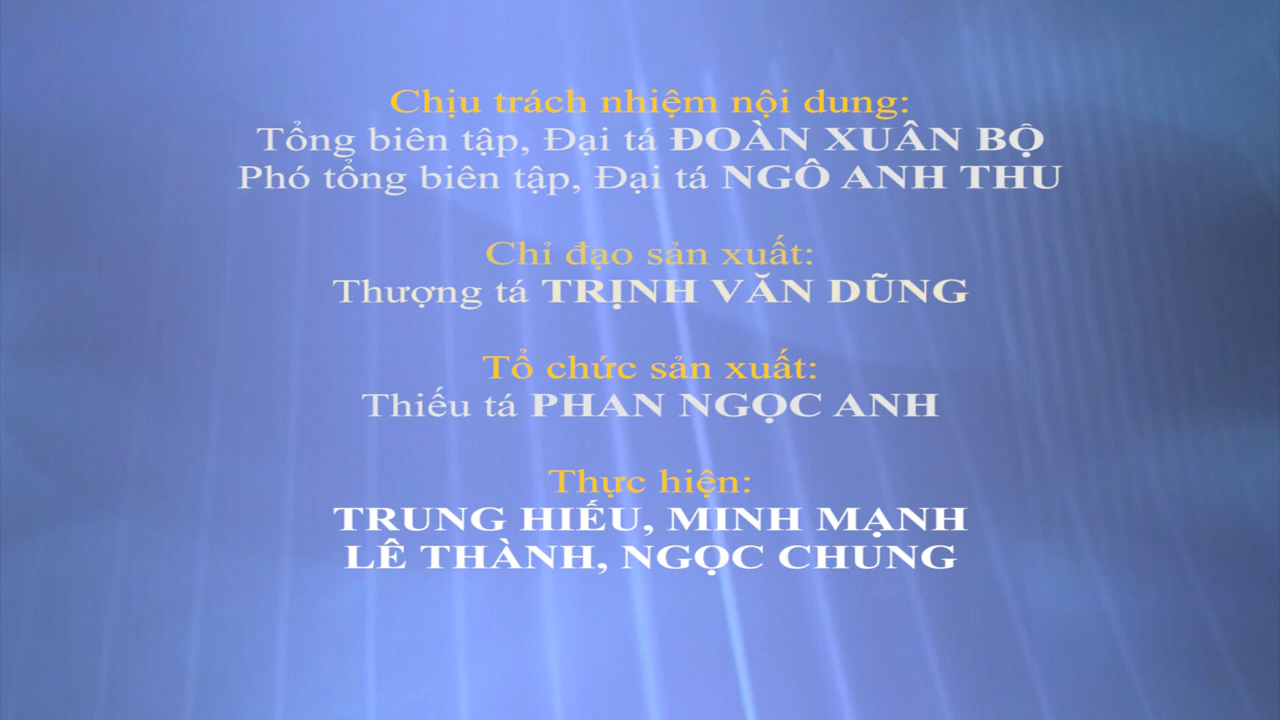 Chịu trách nhiệm nội dung:
Tổng biên tập, Đại tá ĐOÀN XUÂN BỘ
Phó tổng biên tập, Đại tá NGÔ ANH THU
Chỉ đạo sản xuất:
Thượng tá TRỊNH VĂN DŨNG
Tổ chức sản xuất:
Thiếu tá PHAN NGỌC ANH
Thực hiện:
TRUNG HIẾU, MINH MẠNH
LÊ THÀNH, NGỌC CHUNG